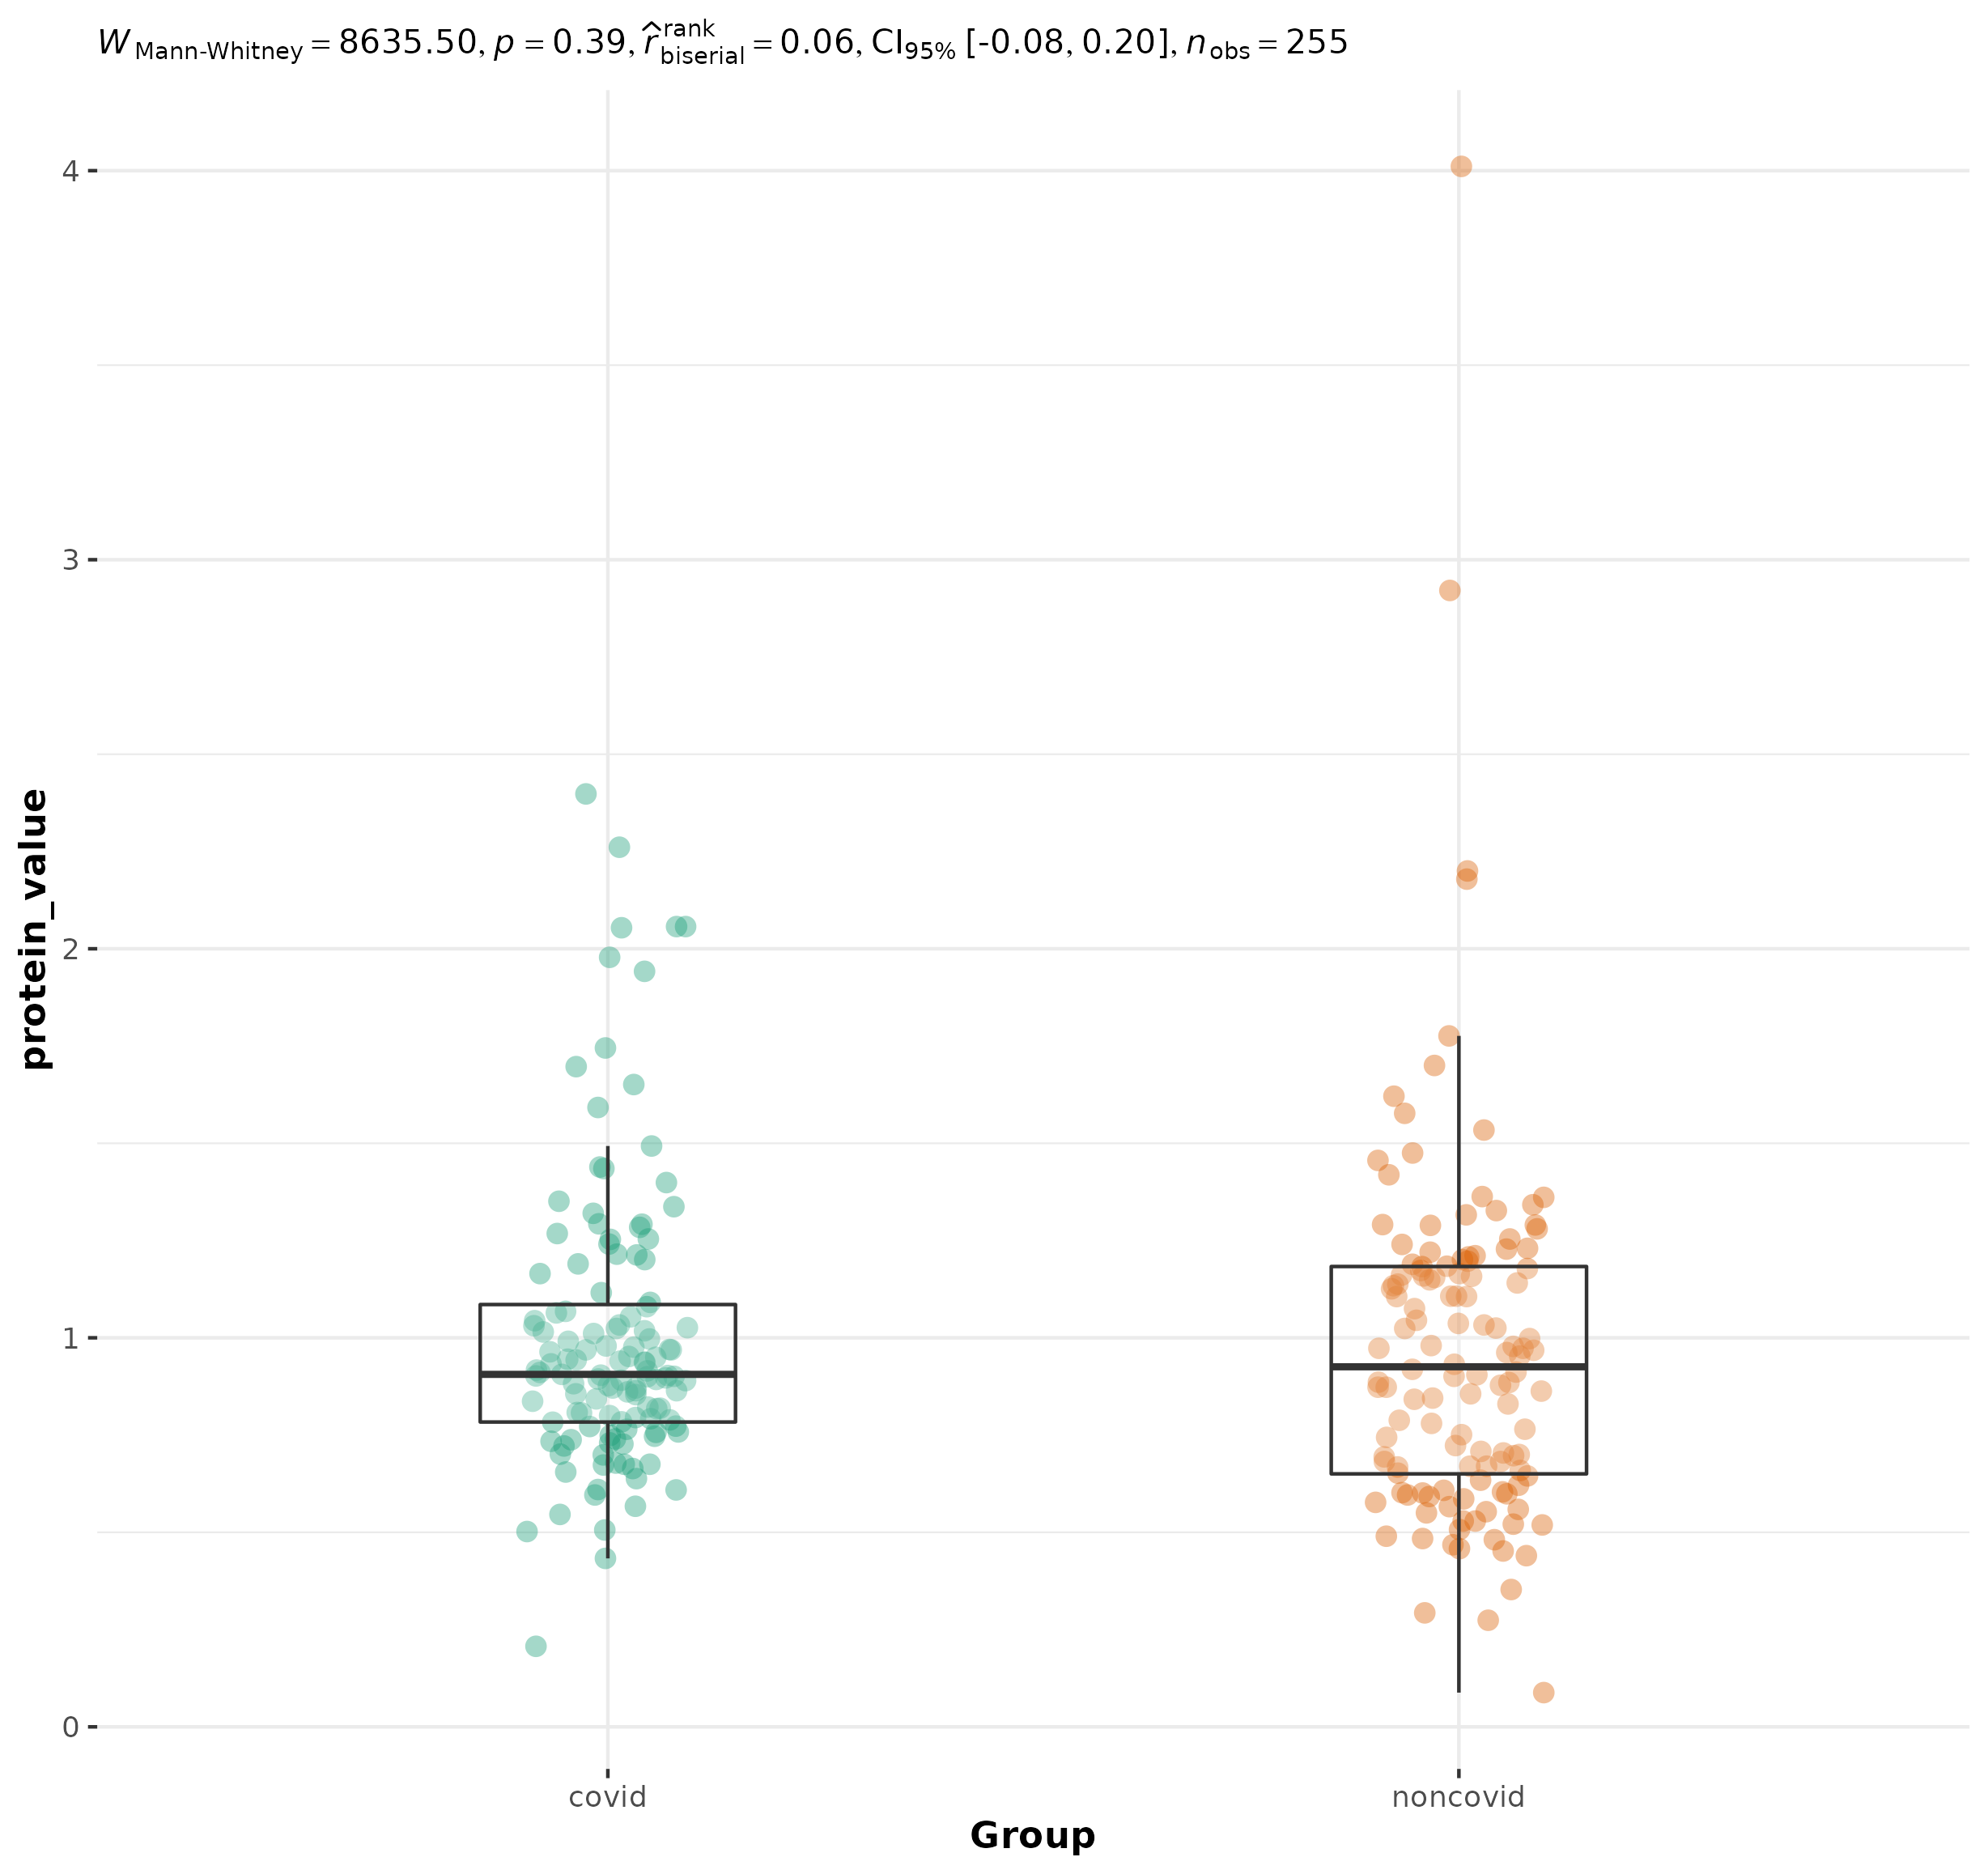 W Mann-Whitney = 8635.50, p = 0.39, r̂ rank biserial = 0.06, CI95% [-0.08, 0.20], nobs = 255
4
3
2
1
0
protein_value
covid noncovid
Group